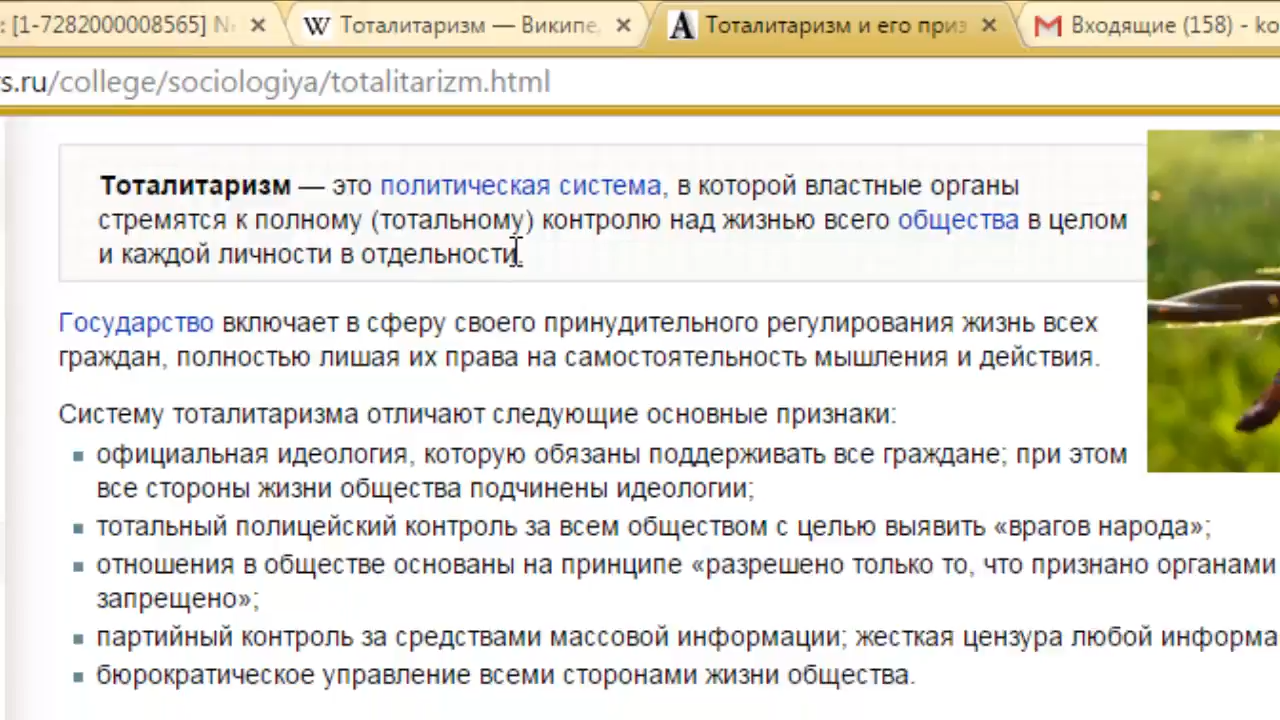 : [1-7282000008565]
Тоталитаризм — Википе
Тоталитаризм и его приз
Входящие (158) - ko
s.ru/college/sociologiya/totalitarizm.html
Тоталитаризм — это политическая система, в которой властные органы
стремятся к полному (тотальному) контролю над жизнью всего общества в целом
и каждой личности в отдельности.
Государство включает в сферу своего принудительного регулирования жизнь всех
граждан, полностью лишая их права на самостоятельность мышления и действия.
Систему тоталитаризма отличают следующие основные признаки:
официальная идеология, которую обязаны поддерживать все граждане; при этом
все стороны жизни общества подчинены идеологии;
тотальный полицейский контроль за всем обществом с целью выявить «врагов народа»;
отношения в обществе основаны на принципе «разрешено только то, что признано органами
запрещено»;
партийный контроль за средствами массовой информации; жесткая цензура любой информа
бюрократическое управление всеми сторонами жизни общества.